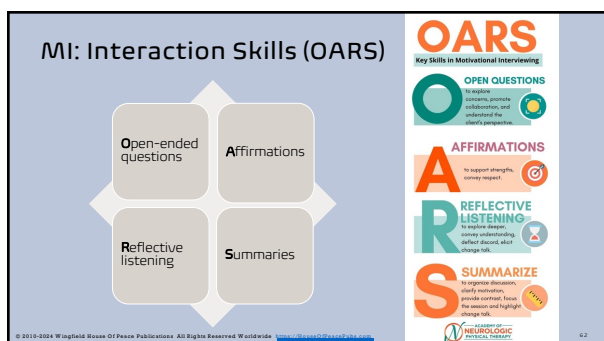 MI: Interaction Skills (OARS)
Open-ended
questions
Affirmations
Reflective
listening
Summaries
OARS
Key Skills in Motivational Interviewing
O
OPEN QUESTIONS
to explore
concerns, promote
collaboration, and
understand the
client's perspective.
A
AFFIRMATIONS
to support strengths,
convey respect.
R
REFLECTIVE
LISTENING
to explore deeper,
convey understanding,
deflect discord, elicit
change talk.
S
SUMMARIZE
to organize discussion,
clarify motivation,
provide contrast, focus
the session and highlight
change talk.
ACADEMY OF
NEUROLOGIC
PHYSICAL THERAPY
© 2010-2024 Wingfield House Of Peace Publications All Rights Reserved Worldwide https://HouseOfPeacePubs.com
62